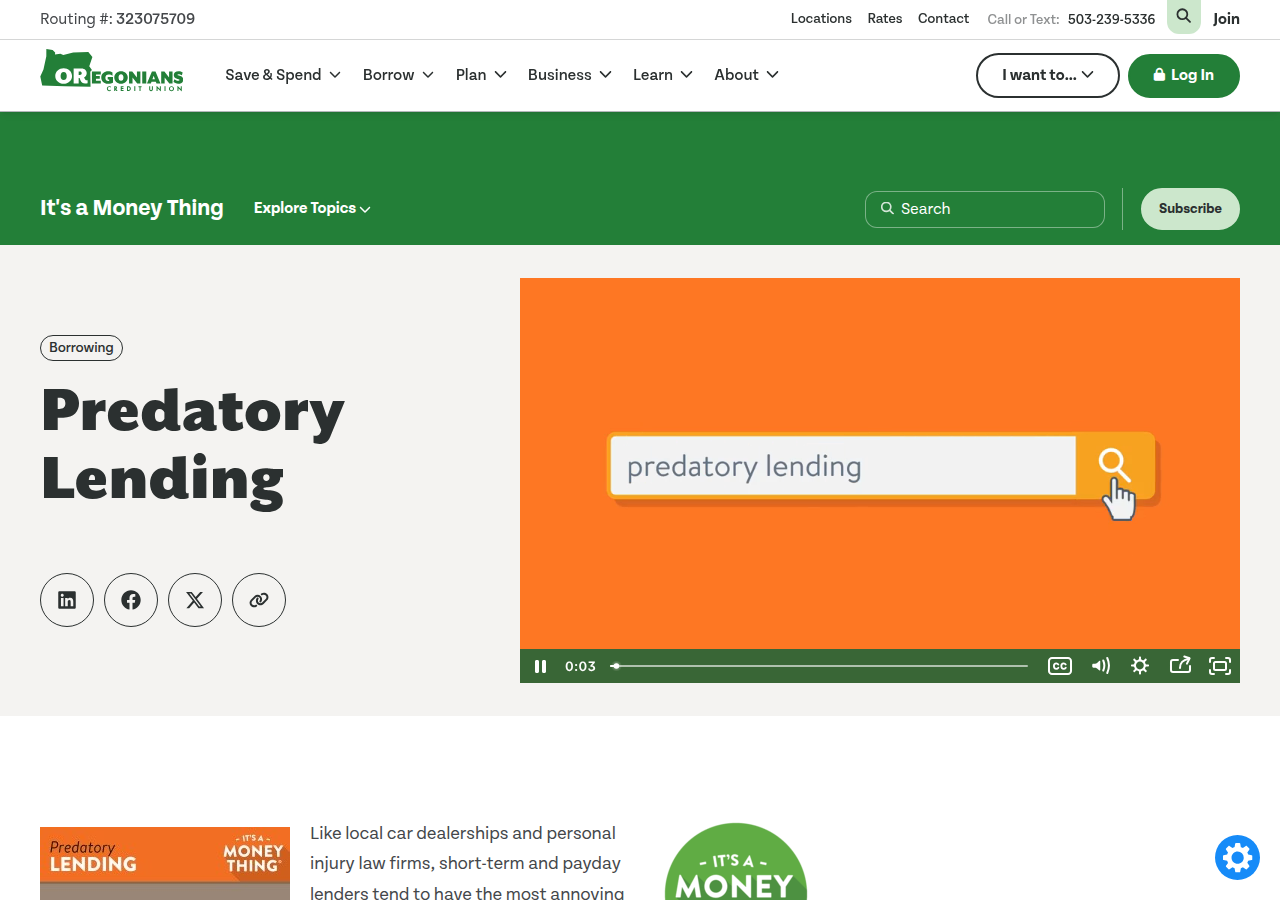 Routing #: 323075709
Locations Rates Contact Call or Text: 503-239-5336 Join
OREGONIANS
CREDIT UNION
Save & Spend Borrow Plan Business Learn About I want to... Log In
It's a Money Thing Explore Topics Search Subscribe
Borrowing
Predatory
Lending
predatory lending
0:03 CC
Predatory
LENDING
- IT'S A -
MONEY
THING®
Like local car dealerships and personal
injury law firms, short-term and payday
lenders tend to have the most annoying
- IT'S A -
MONEY